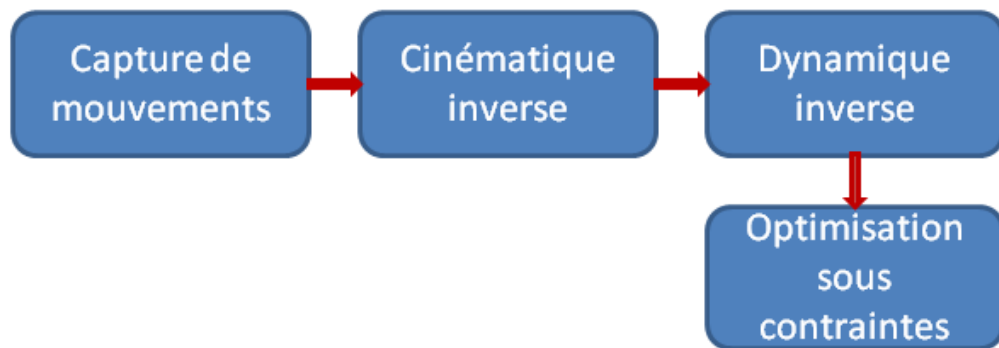 Capture de
mouvements
Cinématique
inverse
Dynamique
inverse
Optimisation
sous
contraintes